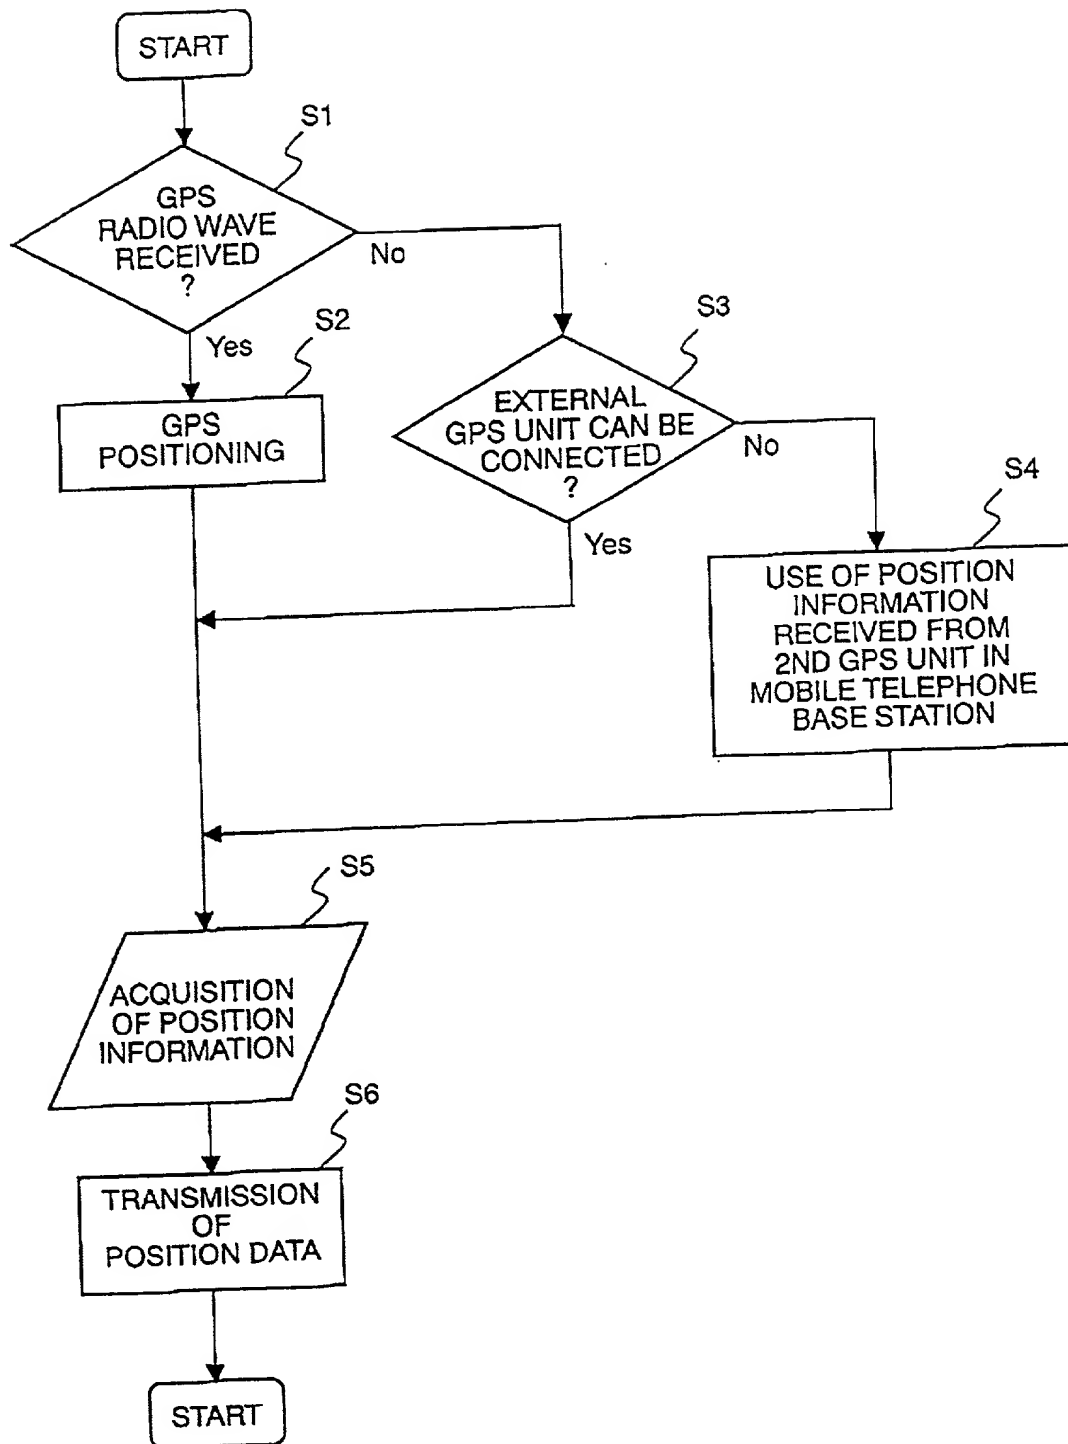 START
S1
GPS
RADIO WAVE
RECEIVED
?
No
Yes
S2
GPS
POSITIONING
S3
EXTERNAL
GPS UNIT CAN BE
CONNECTED
?
No
Yes
S4
USE OF POSITION
INFORMATION
RECEIVED FROM
2ND GPS UNIT IN
MOBILE TELEPHONE
BASE STATION
S5
ACQUISITION
OF POSITION
INFORMATION
S6
TRANSMISSION
OF
POSITION DATA
START